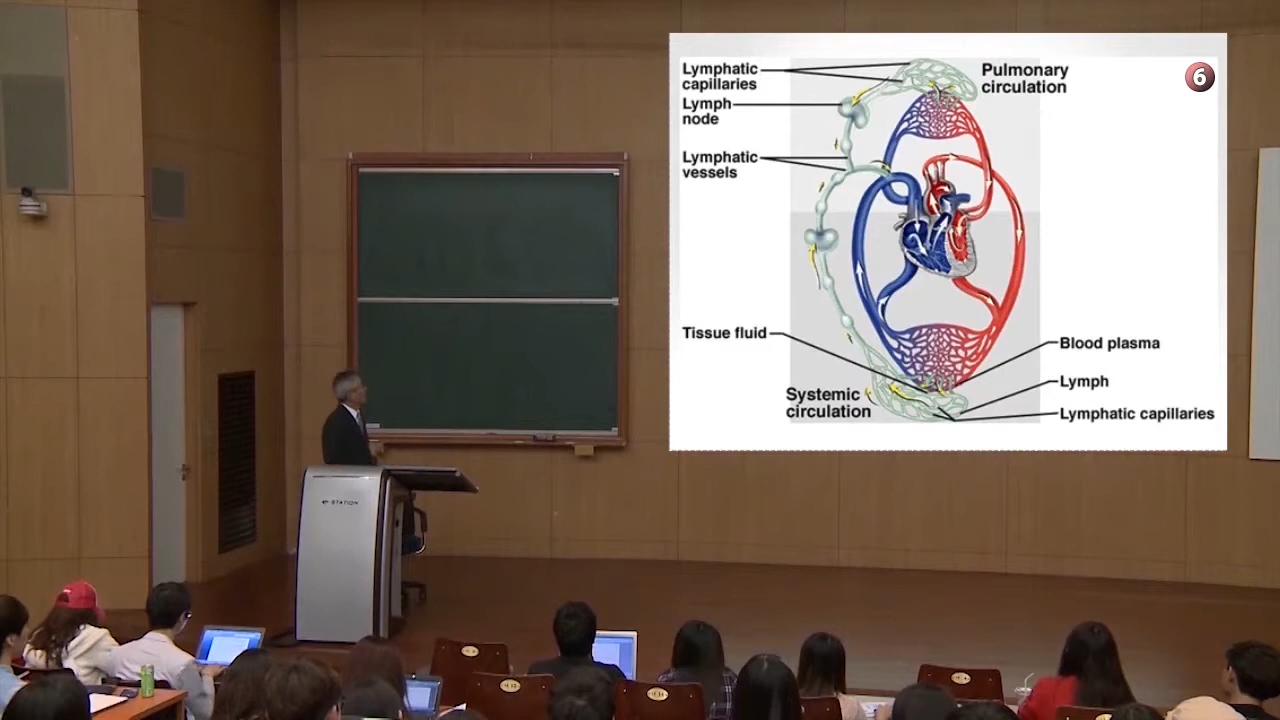 Lymphatic
capillaries
Pulmonary
circulation
6
Lymph
node
Lymphatic
vessels
Tissue fluid
Blood plasma
Systemic
circulation
Lymph
Lymphatic capillaries
STATION